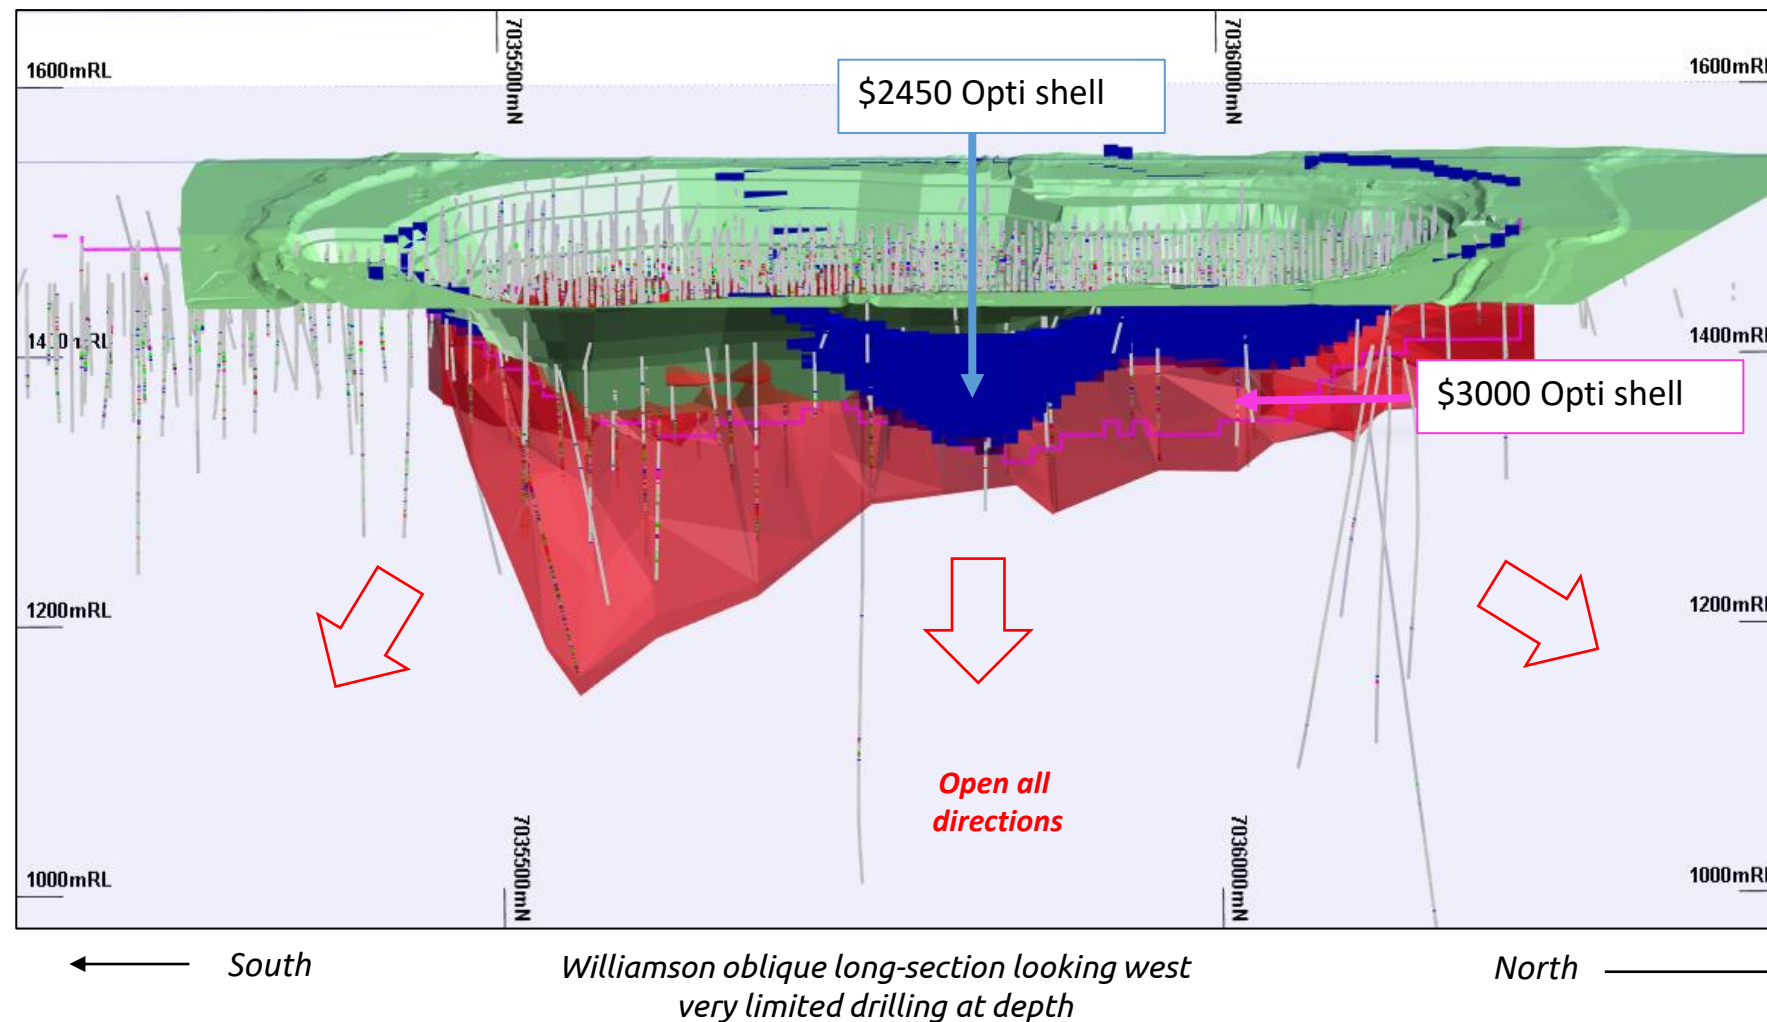 7035500mN
7036000mN
1600mRL
1600mRL
$2450 Opti shell
1400mRL
1400mRL
$3000 Opti shell
1200mRL
1200mRL
Open all
directions
7035500mN
7036000mN
1000mRL
1000mRL
South
Williamson oblique long-section looking west
very limited drilling at depth
North